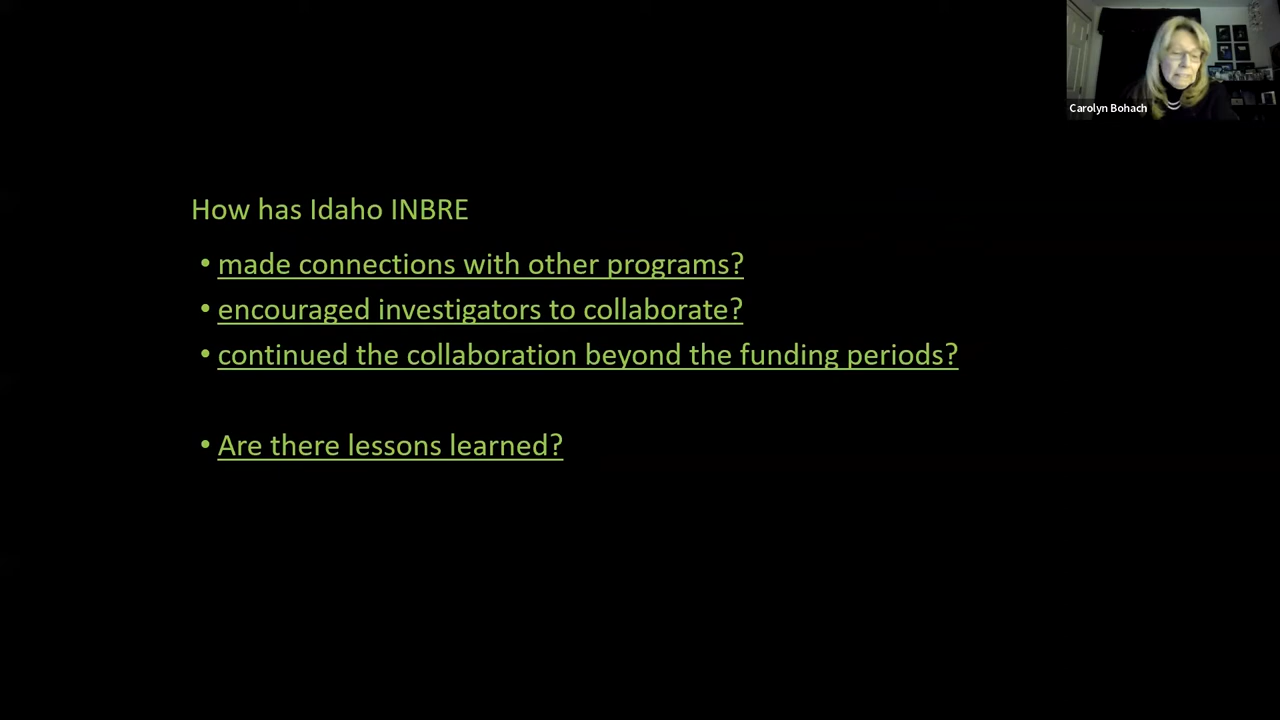 Carolyn Bohach
How has Idaho INBRE
• made connections with other programs?
• encouraged investigators to collaborate?
• continued the collaboration beyond the funding periods?
• Are there lessons learned?